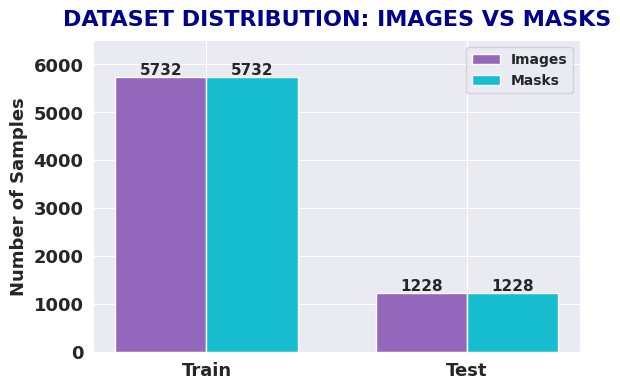 DATASET DISTRIBUTION: IMAGES VS MASKS
Images
Masks
Number of Samples
6000
5000
4000
3000
2000
1000
0
5732
5732
1228
1228
Train
Test